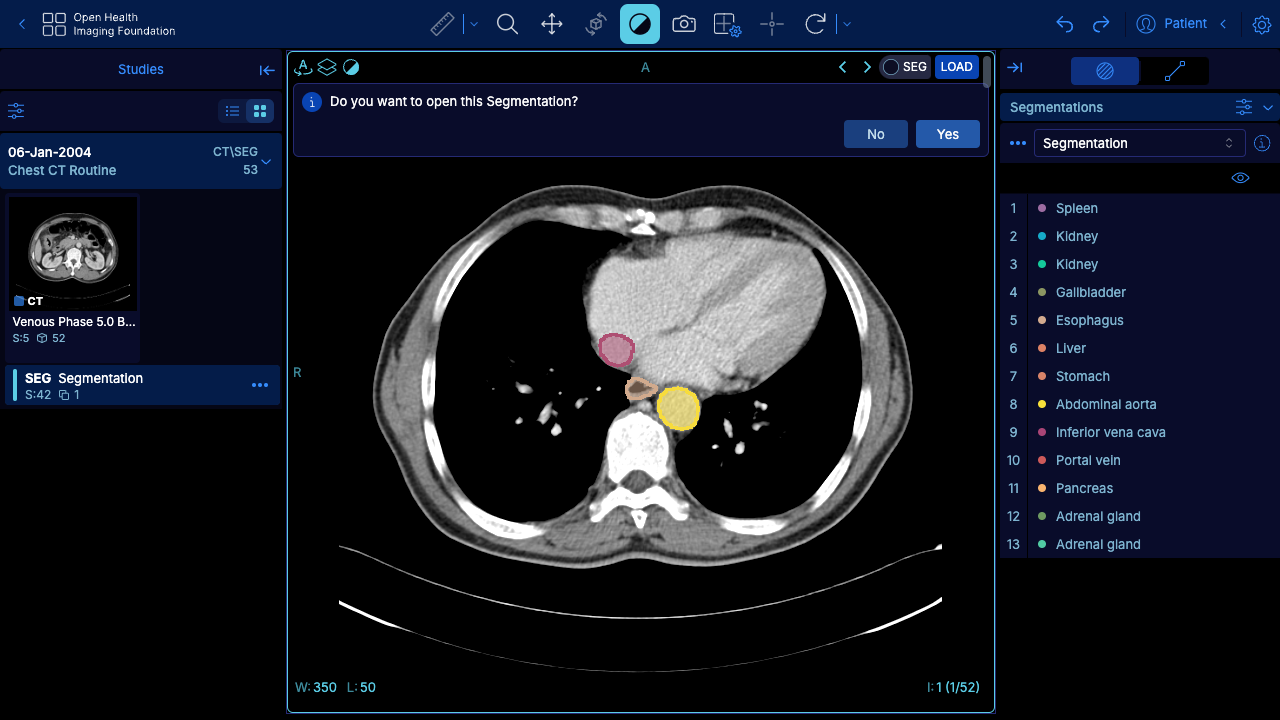 Open Health
Imaging Foundation
Patient
Studies
06-Jan-2004
CT\SEG
Chest CT Routine
53
CT
Venous Phase 5.0 B...
S:5 52
SEG Segmentation
S:42 1
A
SEG
LOAD
Do you want to open this Segmentation?
No
Yes
R
W: 350 L: 50
I: 1 (1/52)
Segmentations
Segmentation
1 Spleen
2 Kidney
3 Kidney
4 Gallbladder
5 Esophagus
6 Liver
7 Stomach
8 Abdominal aorta
9 Inferior vena cava
10 Portal vein
11 Pancreas
12 Adrenal gland
13 Adrenal gland